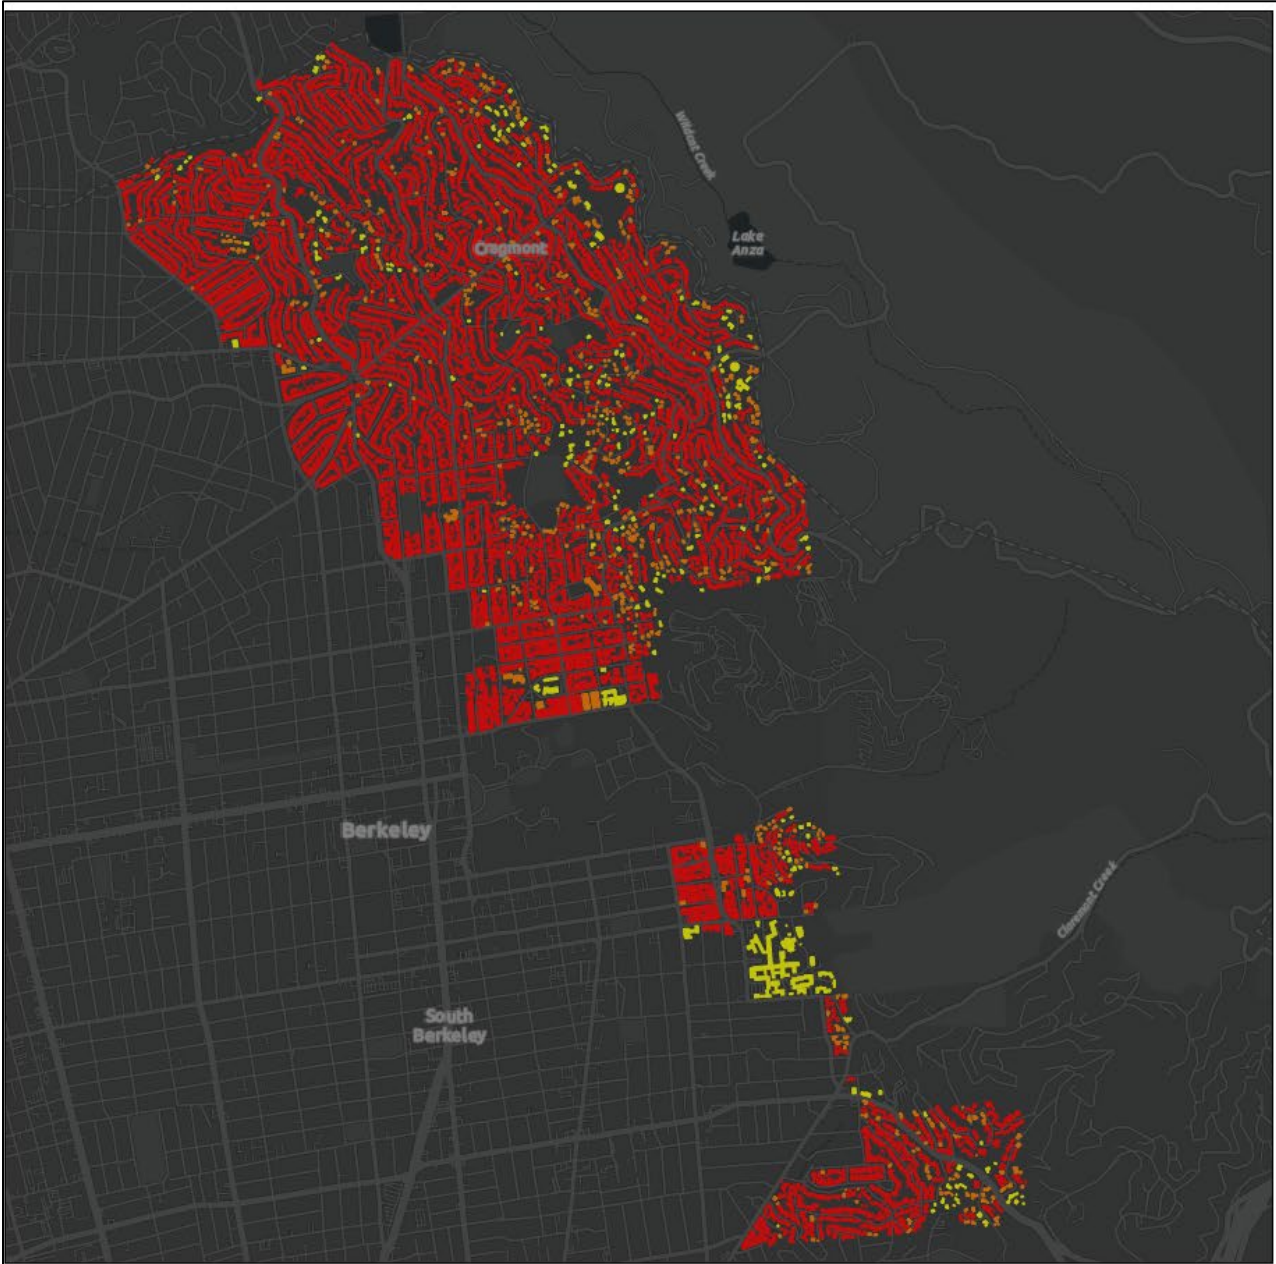 Wildcat Creek
Cragmont
Lake
Anza
Berkeley
Claremont Creek
South
Berkeley